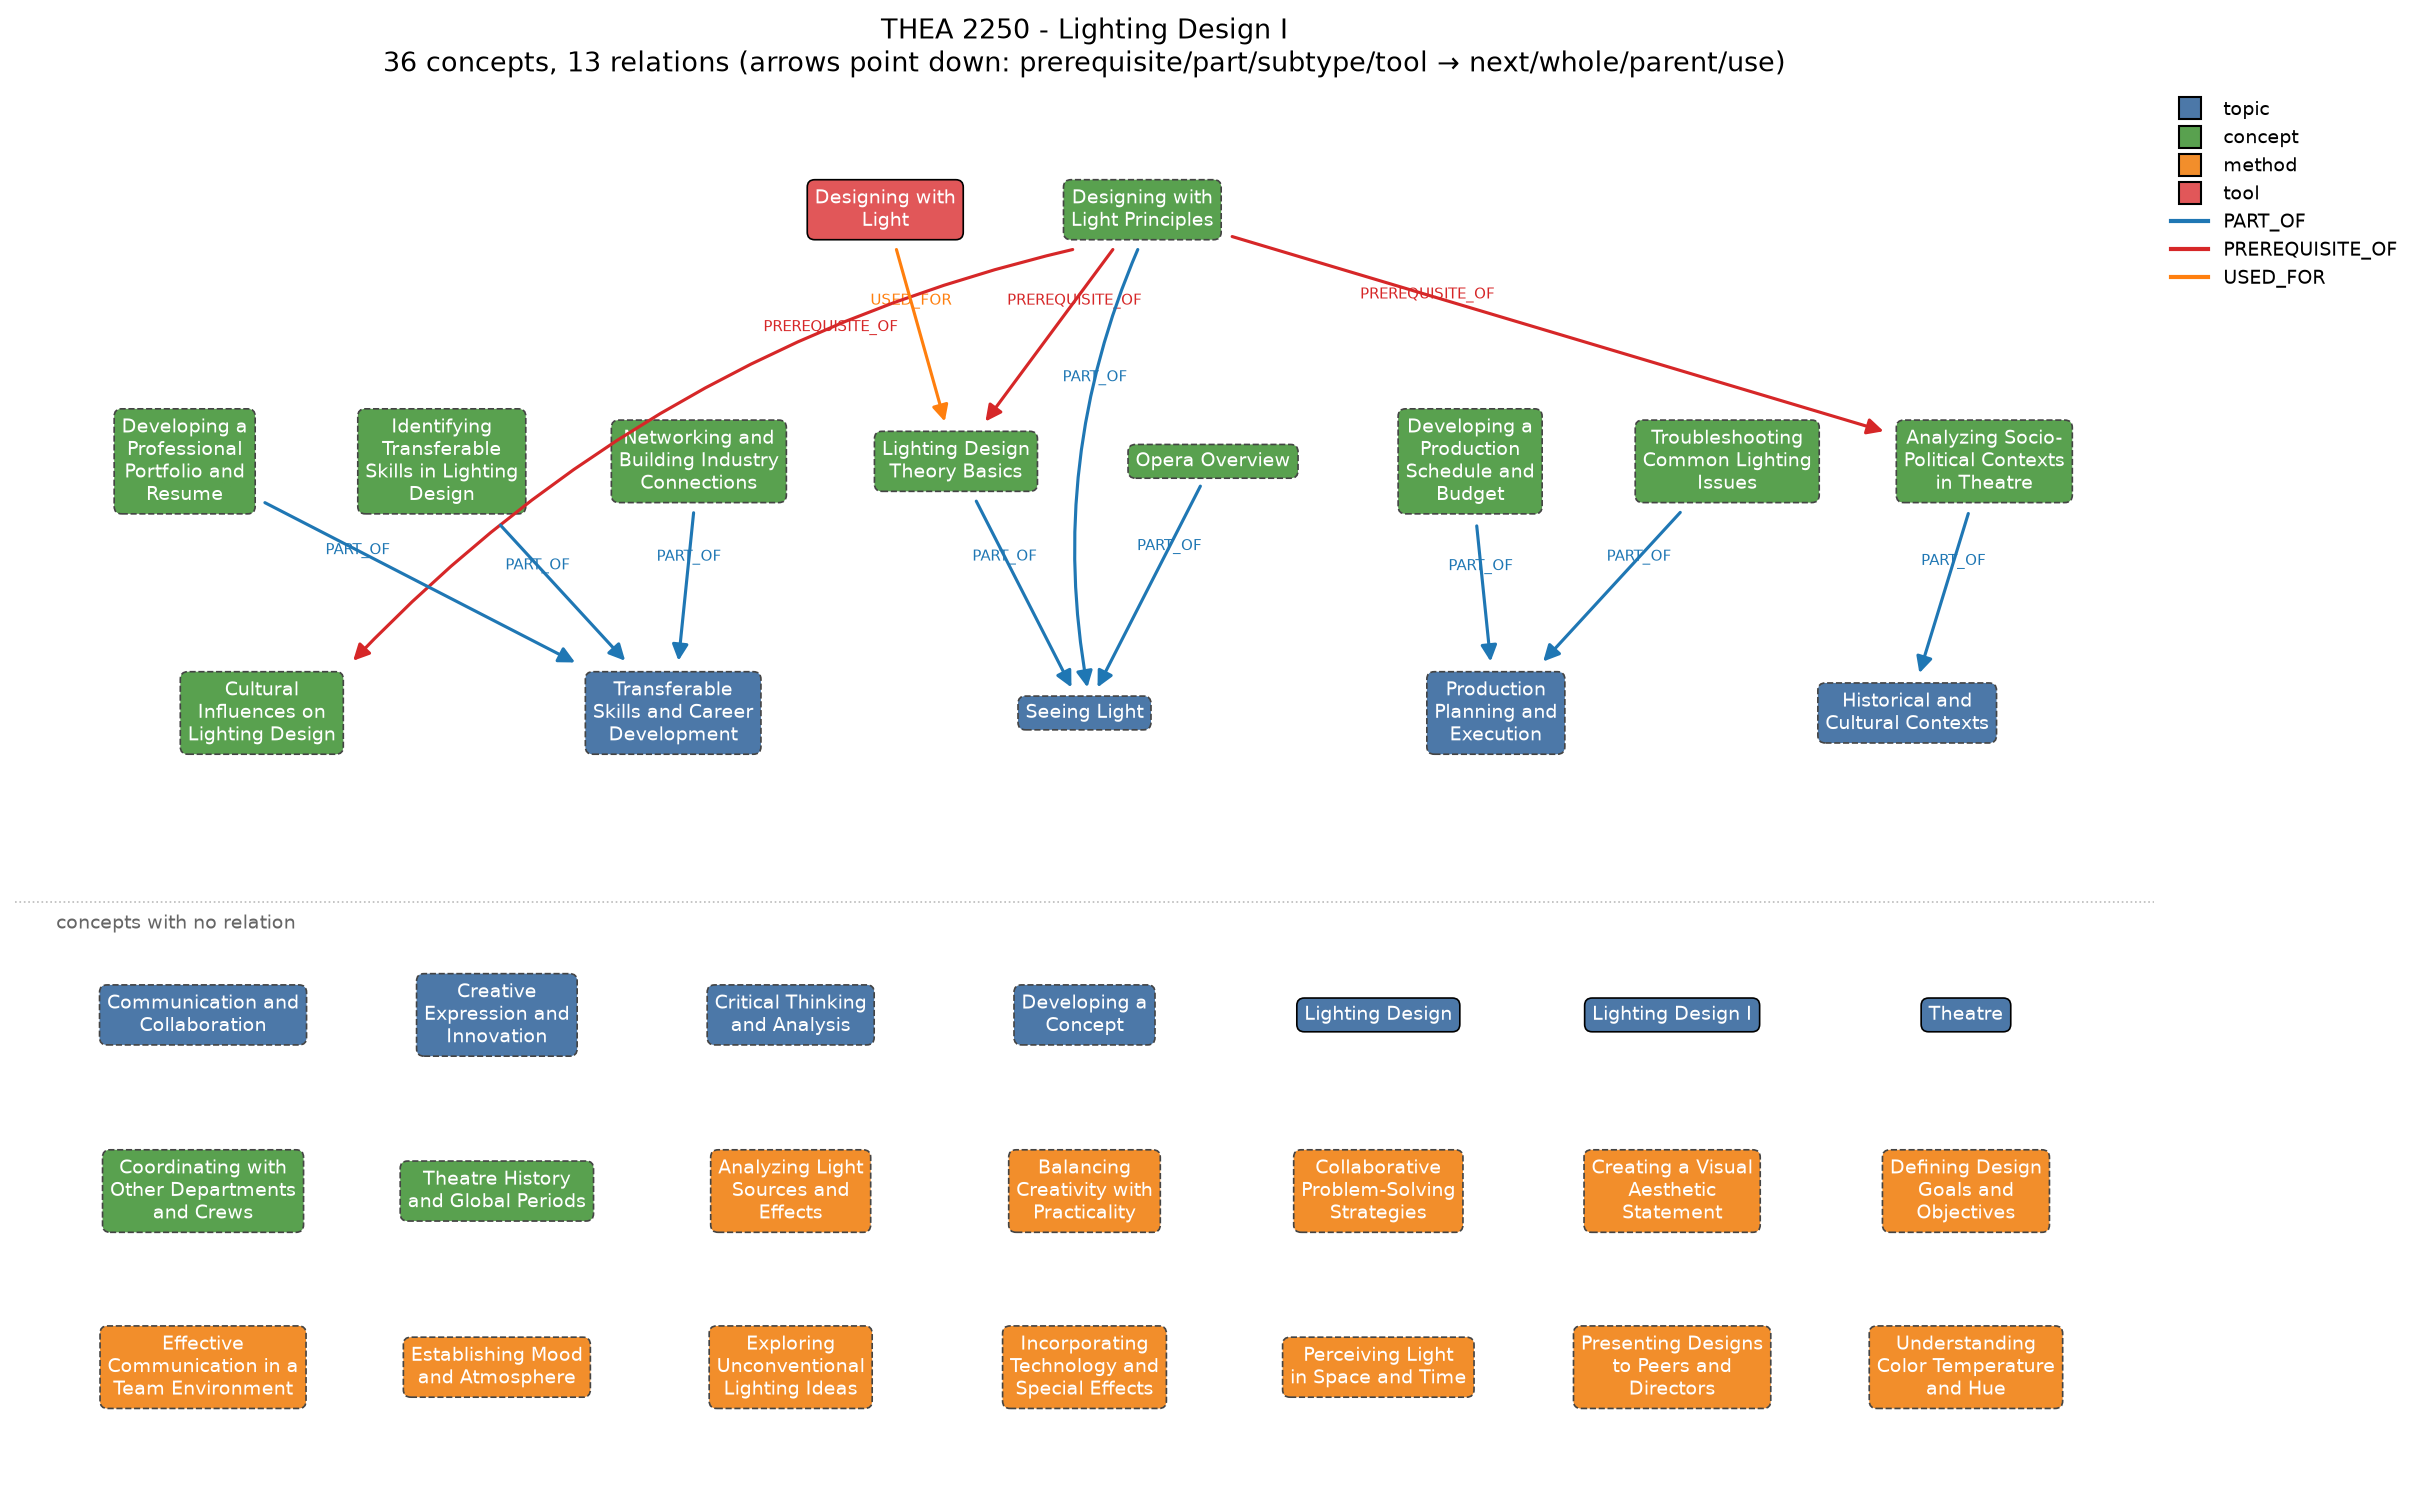 THEA 2250 - Lighting Design I
36 concepts, 13 relations (arrows point down: prerequisite/part/subtype/tool → next/whole/parent/use)
topic
concept
method
tool
PART_OF
PREREQUISITE_OF
USED_FOR
Designing with
Light
Designing with
Light Principles
USED_FOR
PREREQUISITE_OF
PREREQUISITE_OF
PREREQUISITE_OF
PART_OF
Developing a
Professional
Portfolio and
Resume
Identifying
Transferable
Skills in Lighting
Design
Networking and
Building Industry
Connections
Lighting Design
Theory Basics
Opera Overview
Developing a
Production
Schedule and
Budget
Troubleshooting
Common Lighting
Issues
Analyzing Socio-
Political Contexts
in Theatre
PART_OF
PART_OF
PART_OF
PART_OF
PART_OF
PART_OF
PART_OF
PART_OF
Cultural
Influences on
Lighting Design
Transferable
Skills and Career
Development
Seeing Light
Production
Planning and
Execution
Historical and
Cultural Contexts
concepts with no relation
Communication and
Collaboration
Creative
Expression and
Innovation
Critical Thinking
and Analysis
Developing a
Concept
Lighting Design
Lighting Design I
Theatre
Coordinating with
Other Departments
and Crews
Theatre History
and Global Periods
Analyzing Light
Sources and
Effects
Balancing
Creativity with
Practicality
Collaborative
Problem-Solving
Strategies
Creating a Visual
Aesthetic
Statement
Defining Design
Goals and
Objectives
Effective
Communication in a
Team Environment
Establishing Mood
and Atmosphere
Exploring
Unconventional
Lighting Ideas
Incorporating
Technology and
Special Effects
Perceiving Light
in Space and Time
Presenting Designs
to Peers and
Directors
Understanding
Color Temperature
and Hue